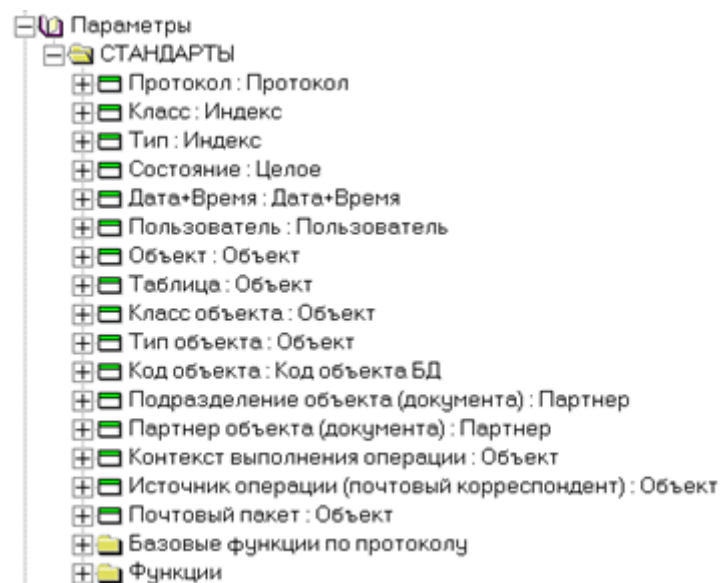 Параметры
СТАНДАРТЫ
Протокол : Протокол
Класс : Индекс
Тип : Индекс
Состояние : Целое
Дата+Время : Дата+Время
Пользователь : Пользователь
Объект : Объект
Таблица : Объект
Класс объекта : Объект
Тип объекта : Объект
Код объекта : Код объекта БД
Подразделение объекта (документа) : Партнер
Партнер объекта (документа) : Партнер
Контекст выполнения операции : Объект
Источник операции (почтовый корреспондент) : Объект
Почтовый пакет : Объект
Базовые функции по протоколу
Функции